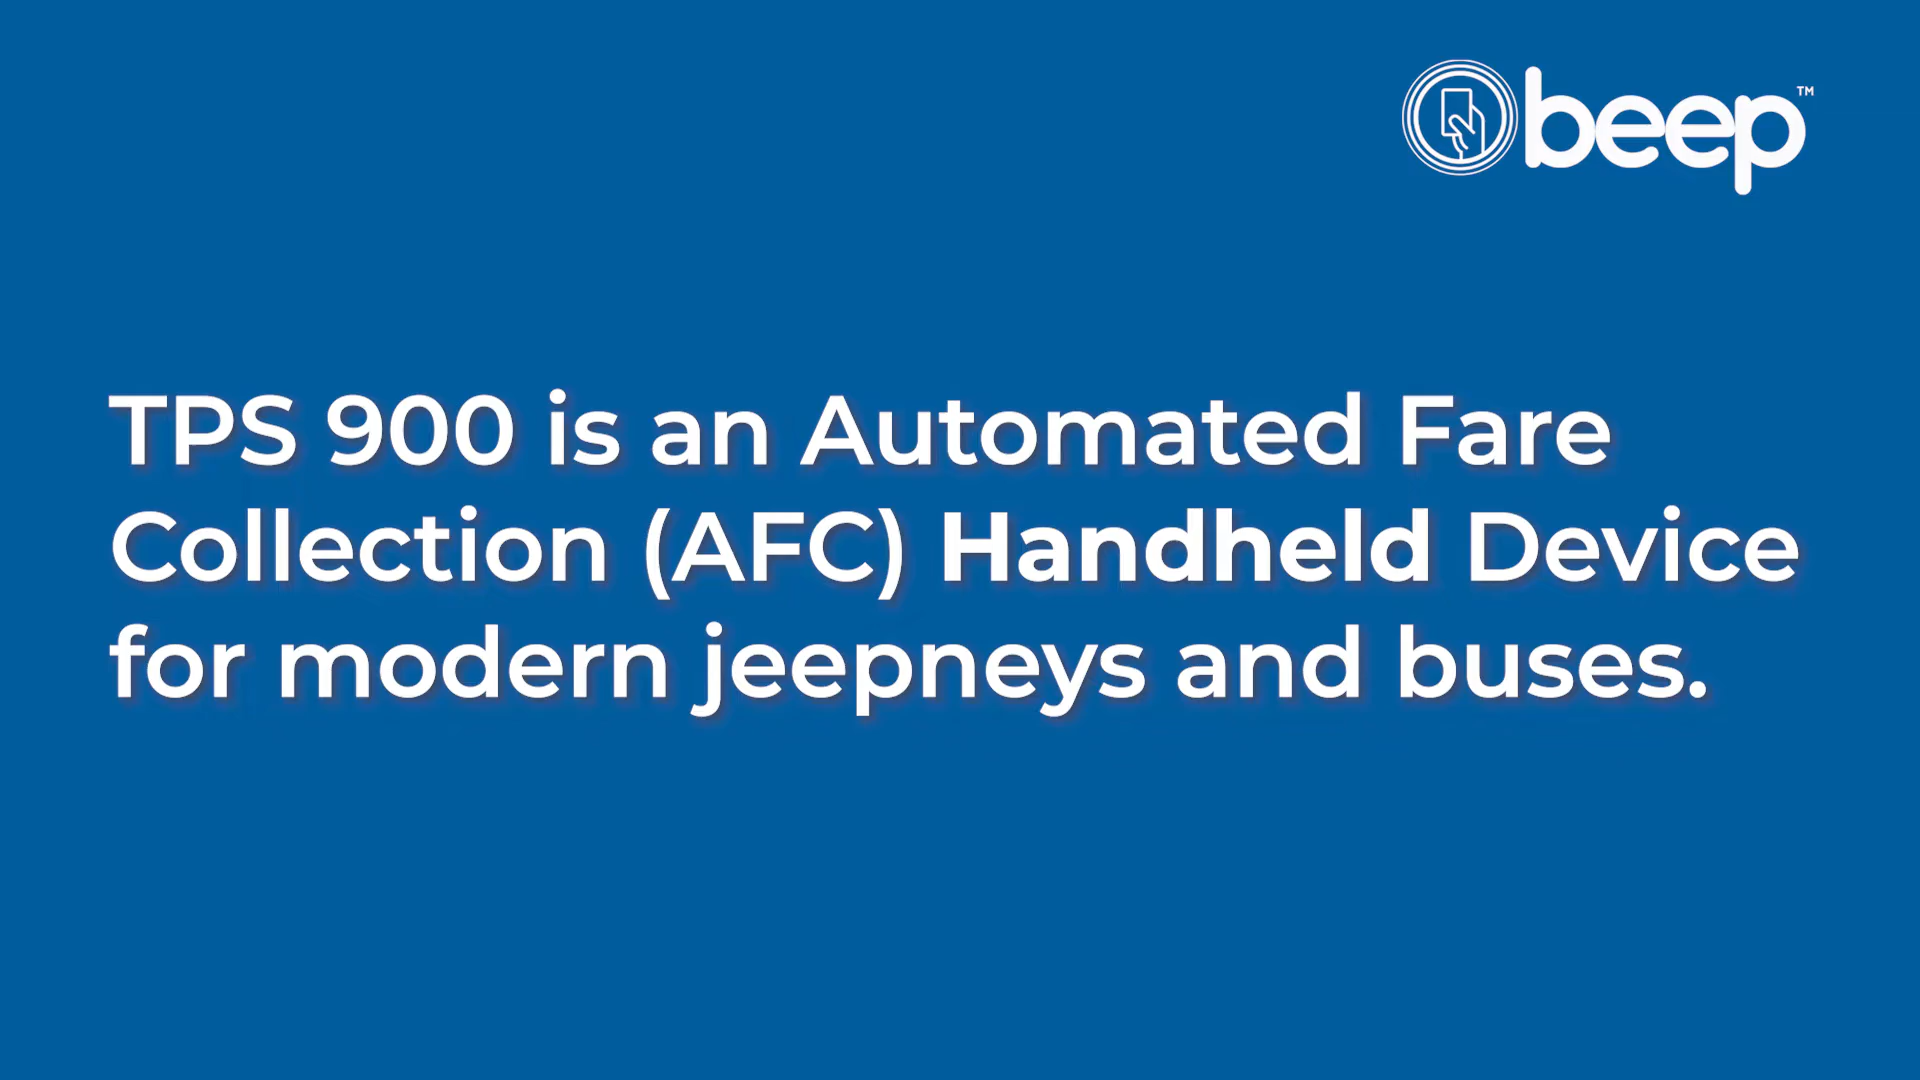 beep™
TPS 900 is an Automated Fare
Collection (AFC) Handheld Device
for modern jeepneys and buses.